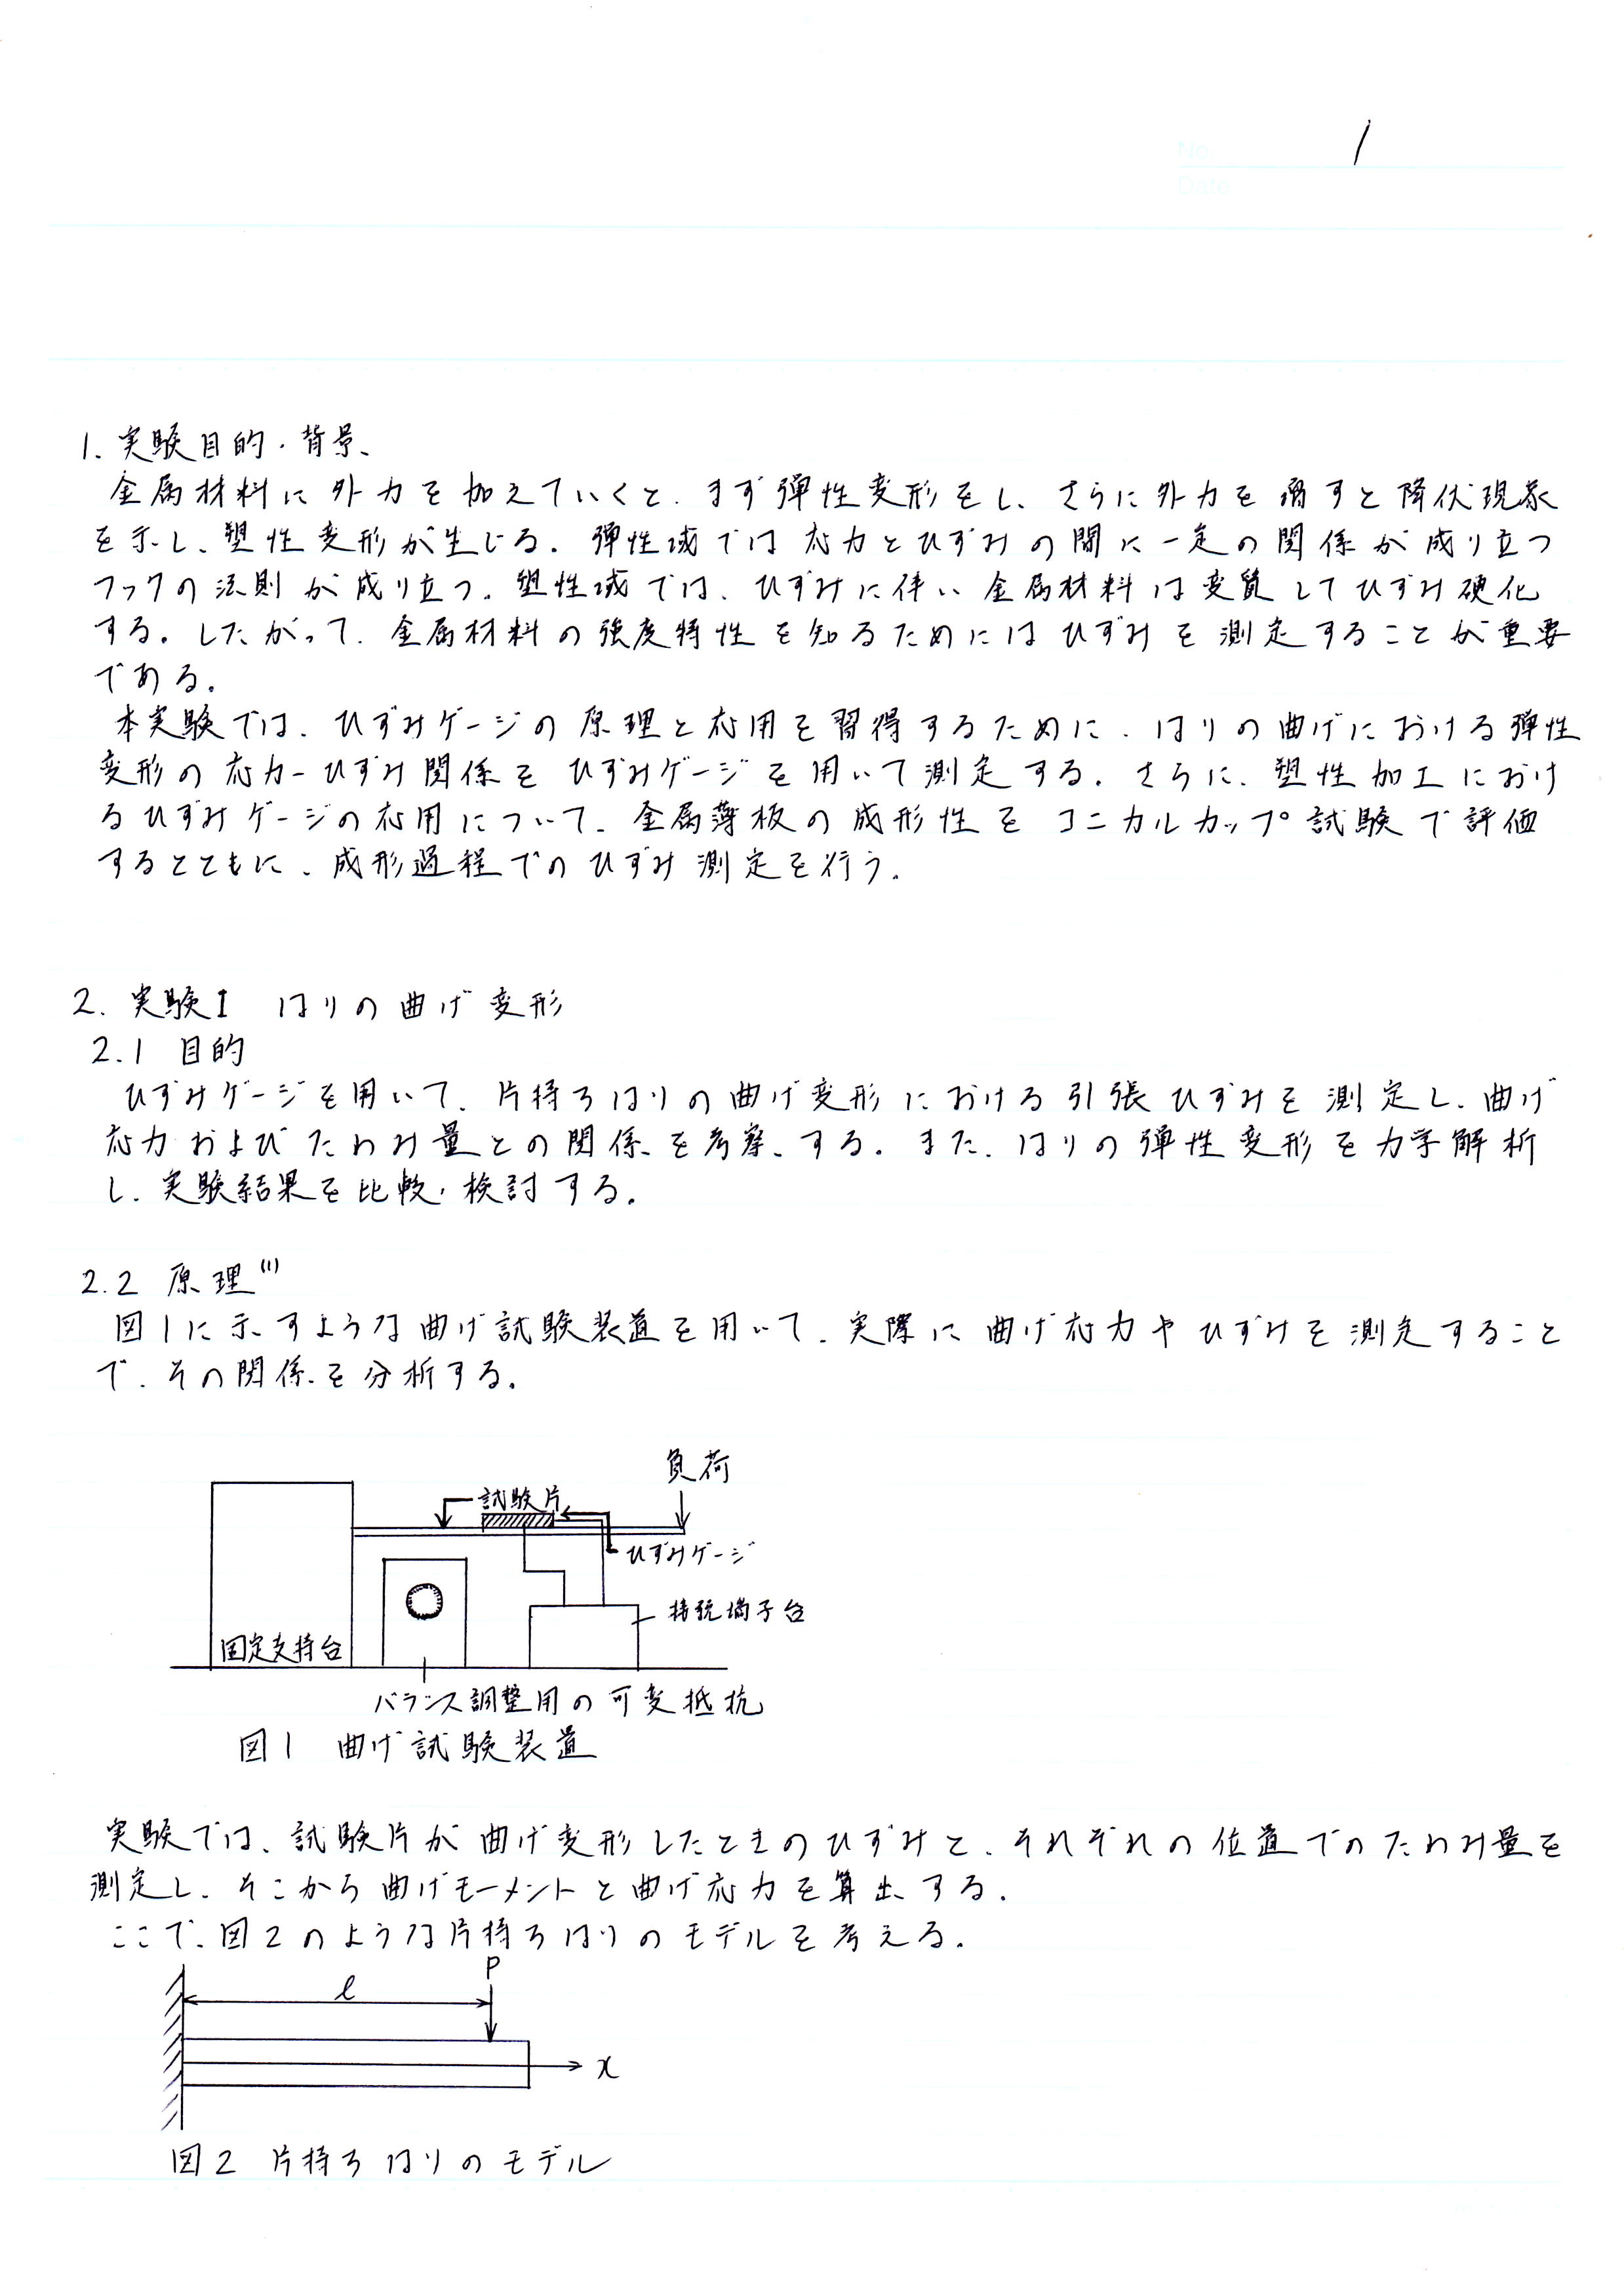 No. 1
Date
1. 実験目的・背景
金属材料に外力を加えていくと、まず弾性変形をし、さらに外力を増すと降伏現象
を示し、塑性変形が生じる。弾性域では応力とひずみの間に一定の関係が成り立つ
フックの法則が成り立つ。塑性域では、ひずみに伴い金属材料は変質してひずみ硬化
する。したがって、金属材料の強度特性を知るためにはひずみを測定することが重要
である。
本実験では、ひずみゲージの原理と応用を習得するために、はりの曲げにおける弾性
変形の応力ーひずみ関係をひずみゲージを用いて測定する。さらに、塑性加工におけ
るひずみゲージの応用について、金属薄板の成形性をコニカルカップ試験で評価
するとともに、成形過程でのひずみ測定を行う。
2. 実験I はりの曲げ変形
2.1 目的
ひずみゲージを用いて、片持ちはりの曲げ変形における引張ひずみを測定し、曲げ
応力およびたわみ量との関係を考察する。また、はりの弾性変形を力学解析
し、実験結果を比較・検討する。
2.2 原理(1)
図1に示すような曲げ試験装置を用いて、実際に曲げ応力やひずみを測定すること
で、その関係を分析する。
負荷
試験片
ひずみゲージ
接続端子台
固定支持台
バランス調整用の可変抵抗
図1 曲げ試験装置
実験では、試験片が曲げ変形したときのひずみと、それぞれの位置でのたわみ量を
測定し、そこから曲げモーメントと曲げ応力を算出する。
ここで、図2のような片持ちはりのモデルを考える。
P
ℓ
x
図2 片持ちはりのモデル